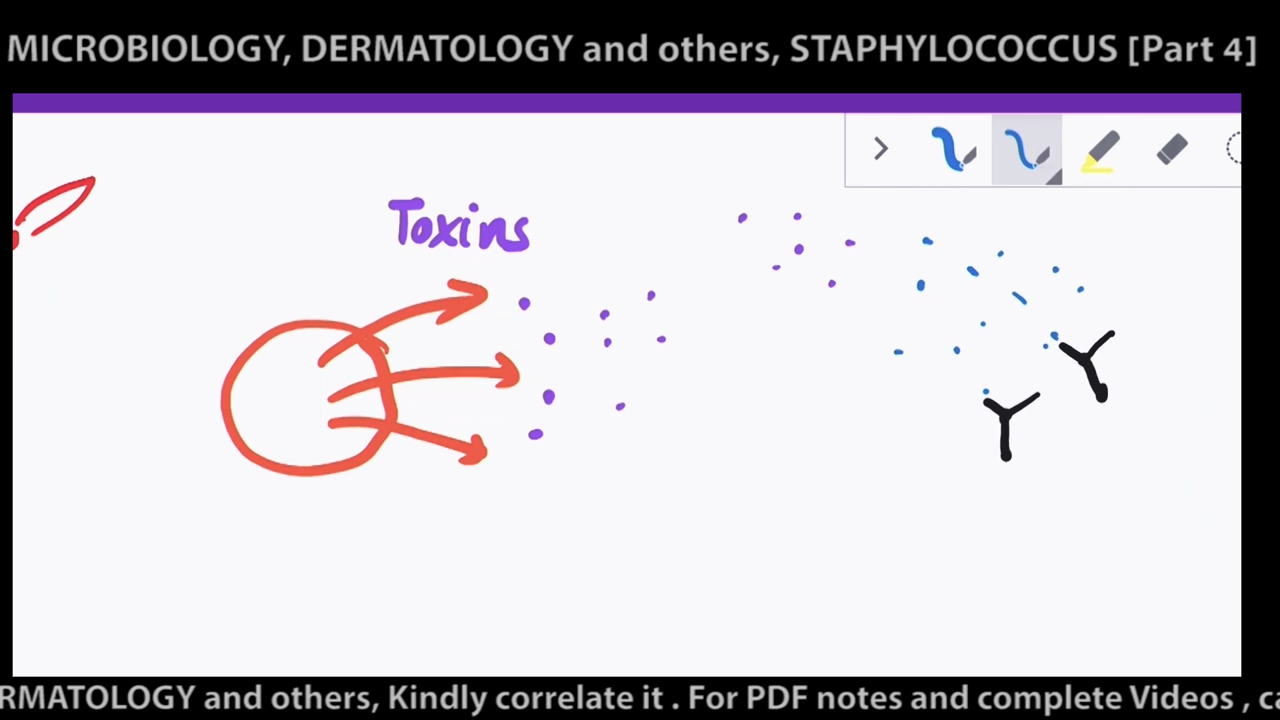 MICROBIOLOGY, DERMATOLOGY and others, STAPHYLOCOCCUS [Part 4]
Toxins
RMATOLOGY and others, Kindly correlate it . For PDF notes and complete Videos , ca